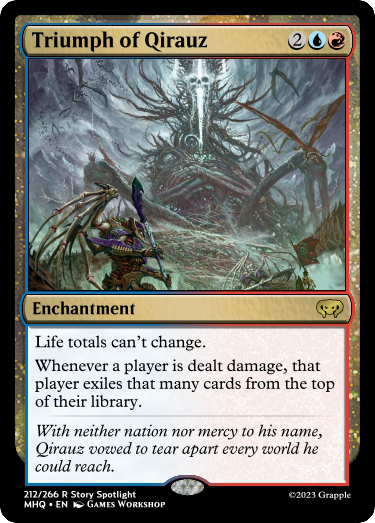 Triumph of Qirauz 2
Enchantment
Life totals can't change.
Whenever a player is dealt damage, that
player exiles that many cards from the top
of their library.
With neither nation nor mercy to his name,
Qirauz vowed to tear apart every world he
could reach.
212/266 R Story Spotlight
MHQ • EN Games Workshop
©2023 Grapple